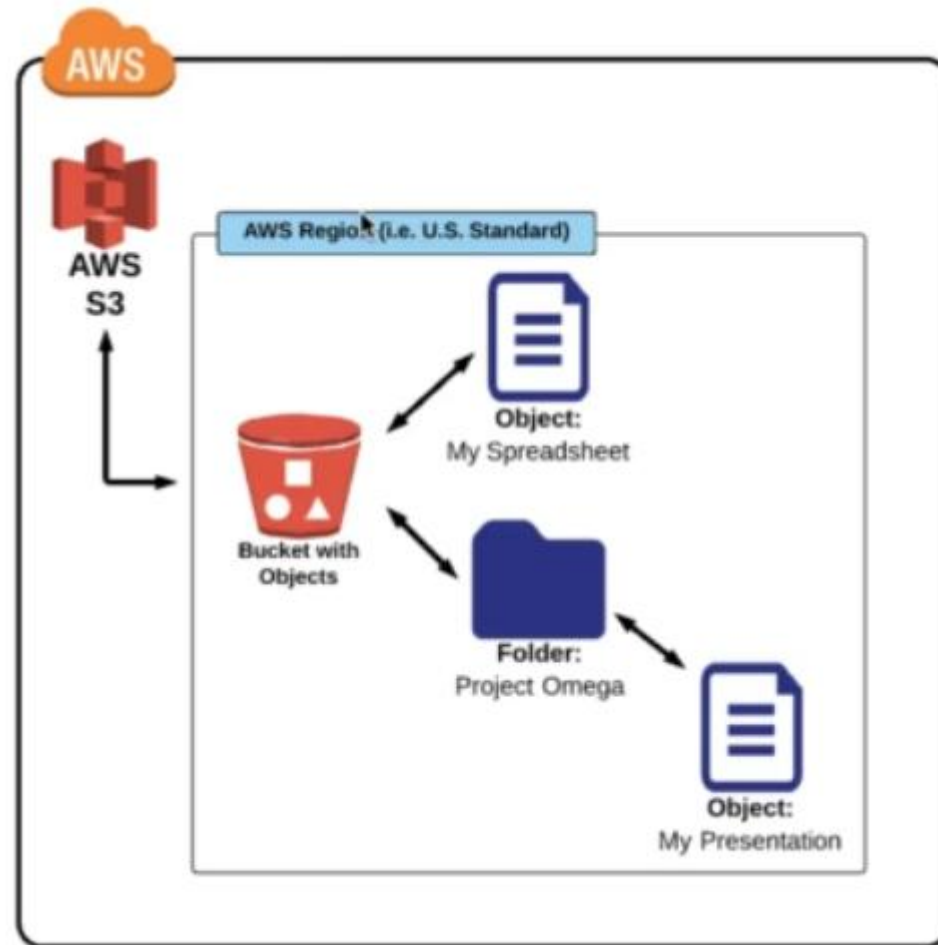 AWS
AWS
S3
AWS Region (i.e. U.S. Standard)
Object:
My Spreadsheet
Bucket with
Objects
Folder:
Project Omega
Object:
My Presentation